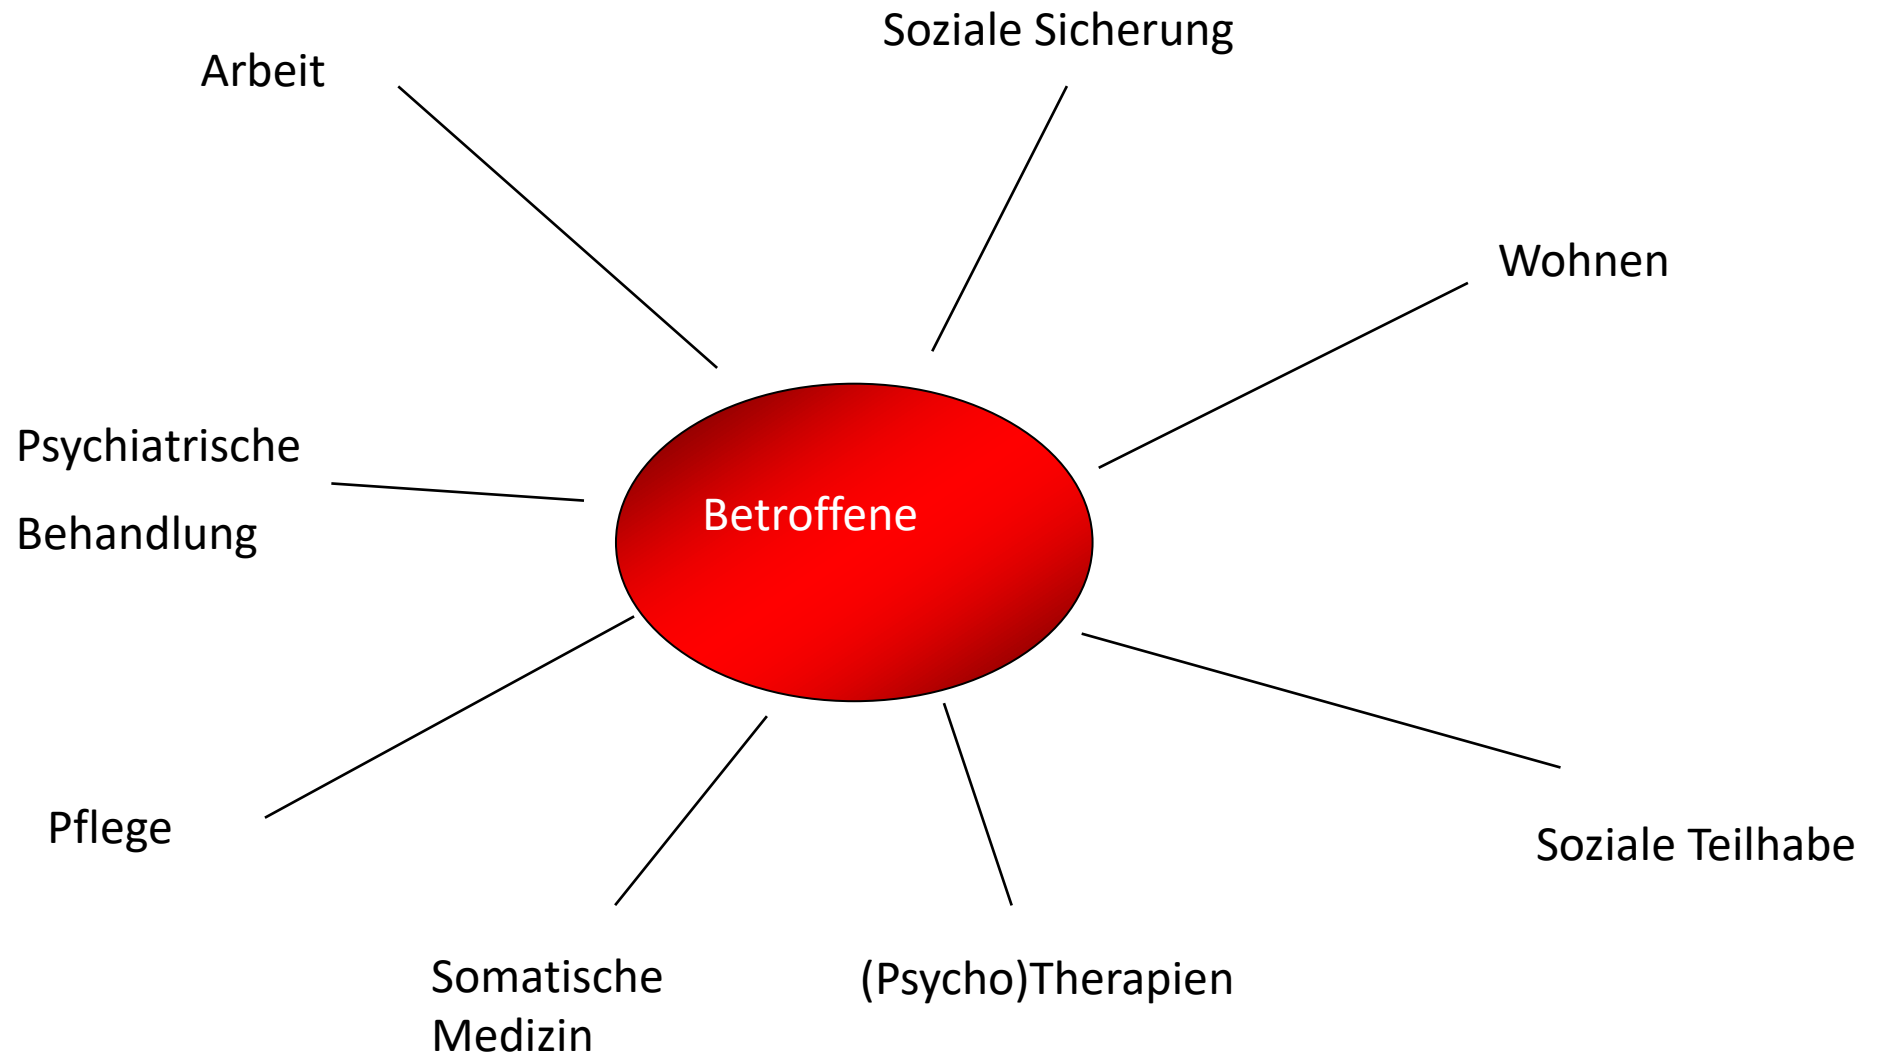 Soziale Sicherung
Arbeit
Wohnen
Psychiatrische
Behandlung
Betroffene
Pflege
Soziale Teilhabe
Somatische
Medizin
(Psycho)Therapien